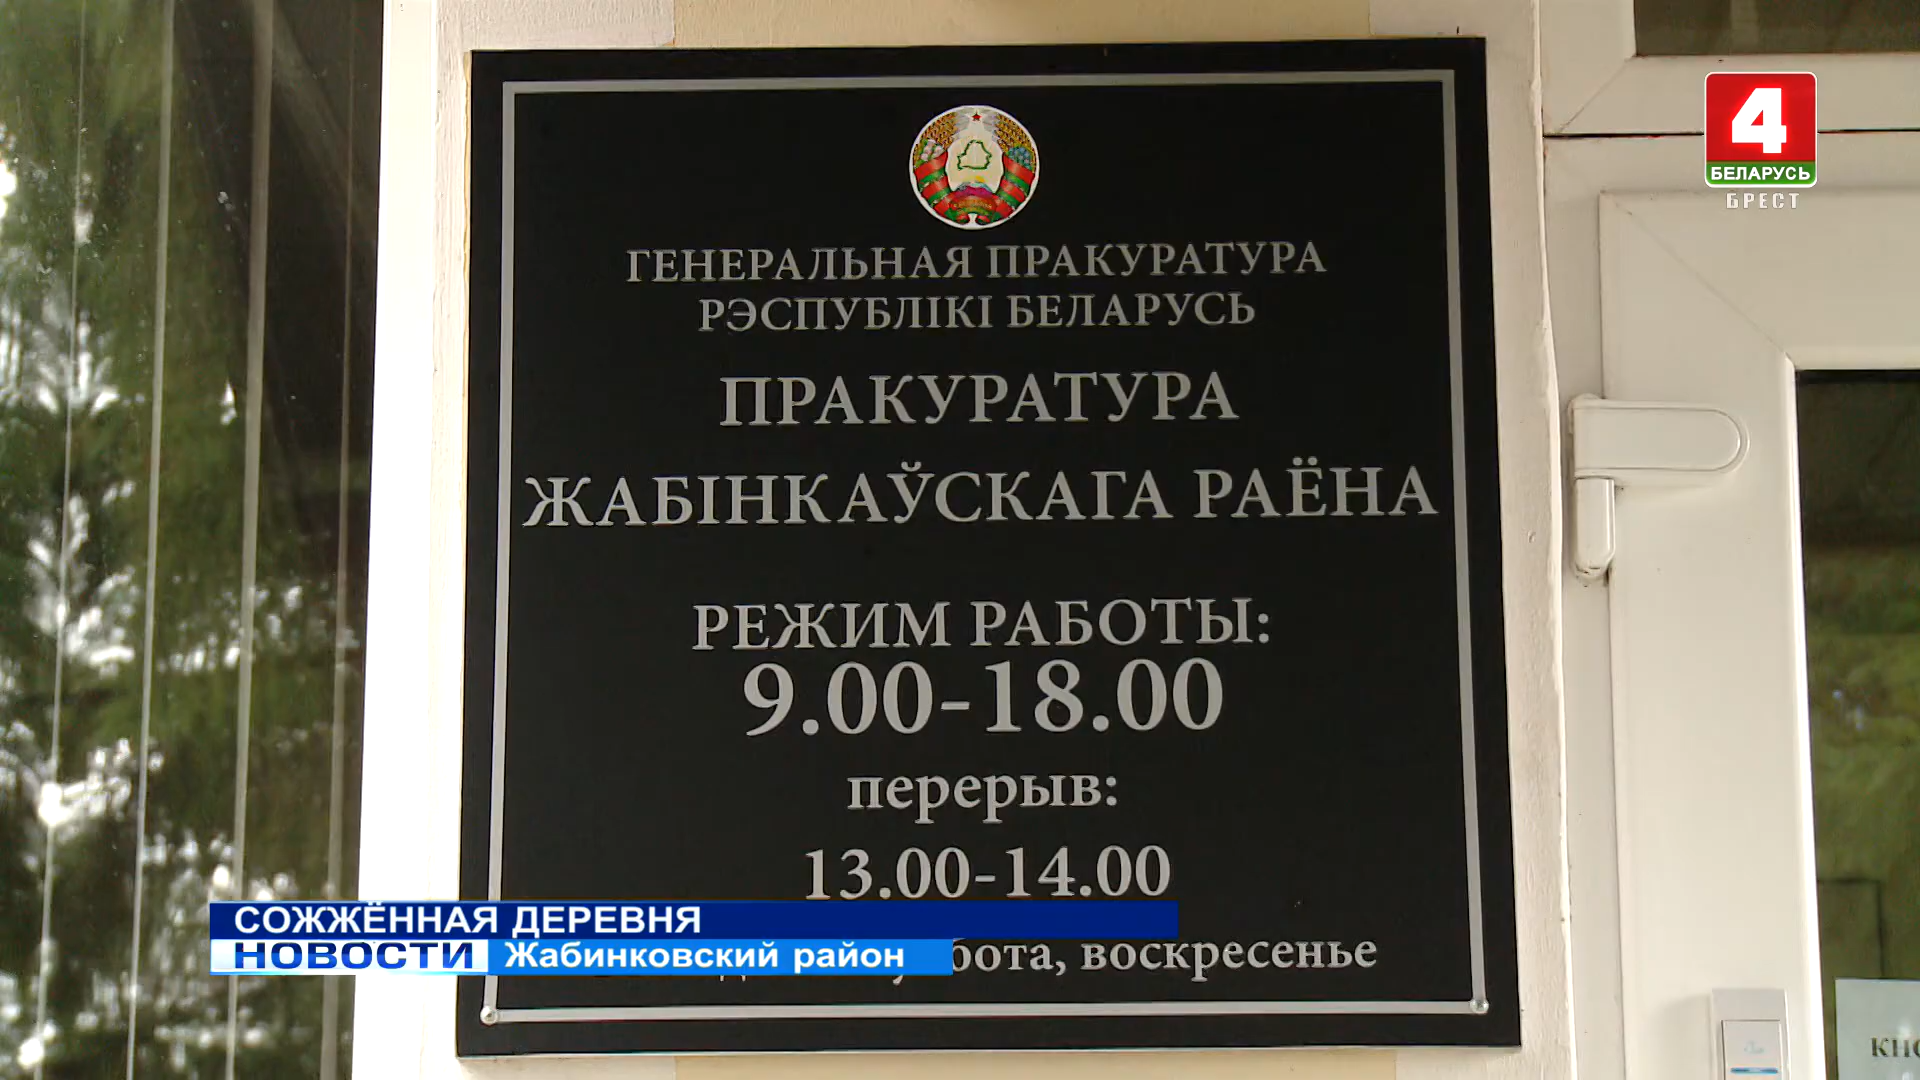 4
БЕЛАРУСЬ
БРЕСТ
ГЕНЕРАЛЬНАЯ ПРАКУРАТУРА
РЭСПУБЛІКІ БЕЛАРУСЬ
ПРАКУРАТУРА
ЖАБІНКАЎСКАГА РАЁНА
РЕЖИМ РАБОТЫ:
9.00-18.00
перерыв:
13.00-14.00
воскресенье
СОЖЖЁННАЯ ДЕРЕВНЯ
НОВОСТИ Жабинковский район